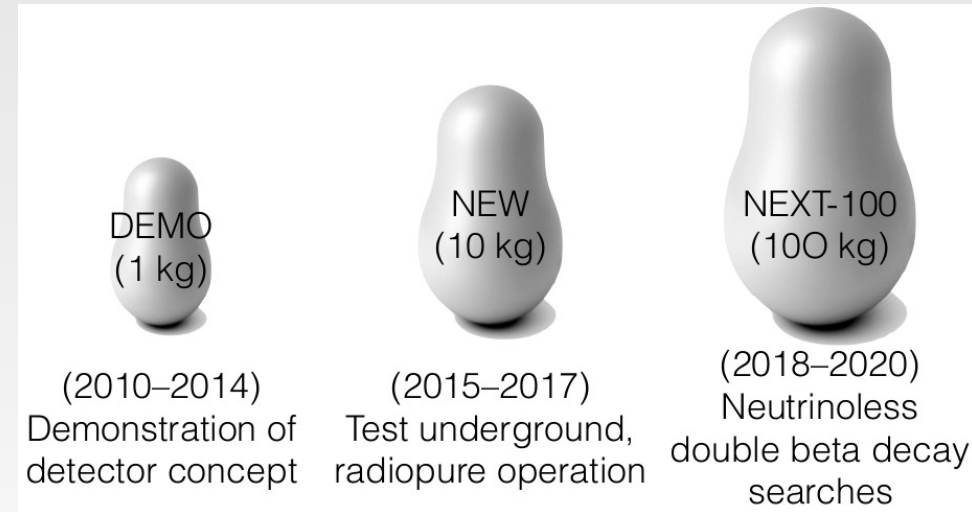 DEMO
(1 kg)
(2010–2014)
Demonstration of
detector concept
NEW
(10 kg)
(2015–2017)
Test underground,
radiopure operation
NEXT-100
(10O kg)
(2018–2020)
Neutrinoless
double beta decay
searches